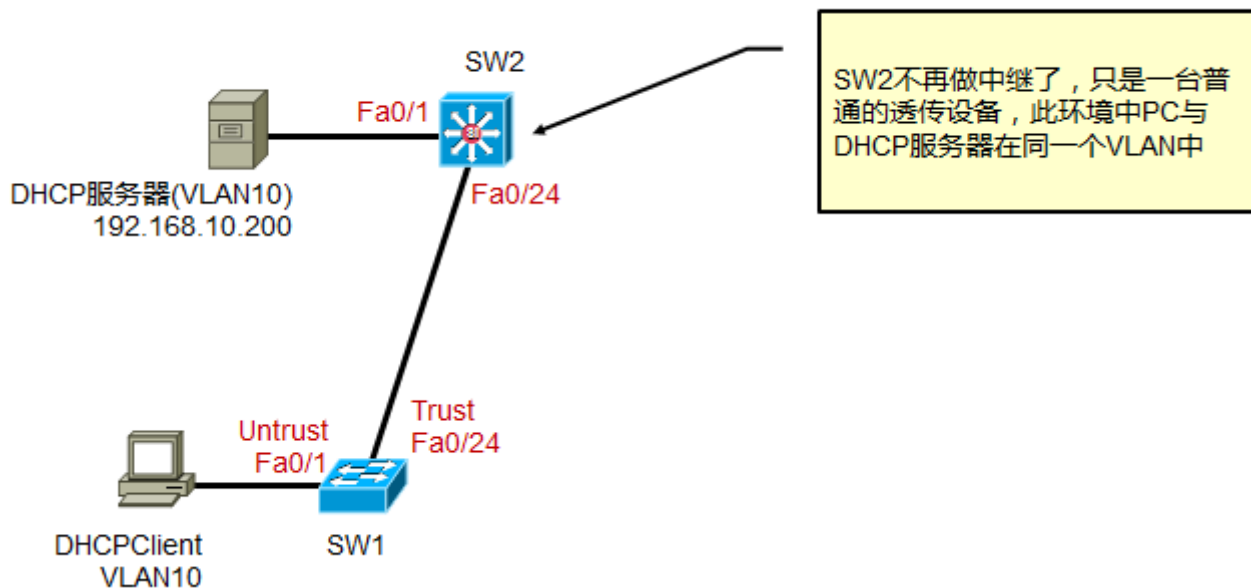 SW2
Fa0/1
DHCP服务器(VLAN10)
192.168.10.200
Fa0/24
SW2不再做中继了，只是一台普
通的透传设备，此环境中PC与
DHCP服务器在同一个VLAN中
Untrust
Fa0/1
Trust
Fa0/24
DHCPClient
VLAN10
SW1